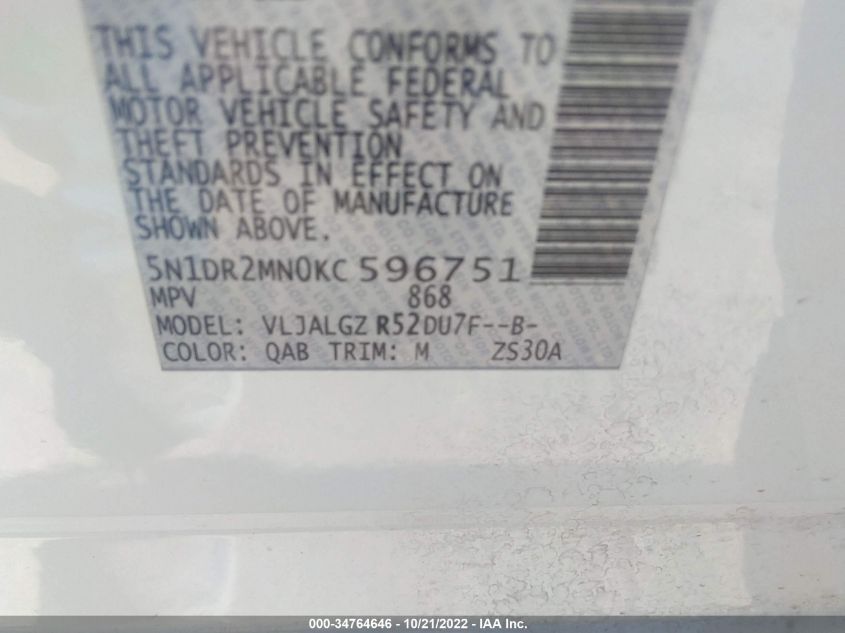 THIS VEHICLE CONFORMS TO
ALL APPLICABLE FEDERAL
MOTOR VEHICLE SAFETY AND
THEFT PREVENTION
STANDARDS IN EFFECT ON
THE DATE OF MANUFACTURE
SHOWN ABOVE.
5N1DR2MN0KC596751
MPV 868
MODEL: VLJALGZ R52DU7F--B-
COLOR: QAB TRIM: M ZS30A
000-34764646 - 10/21/2022 - IAA Inc.